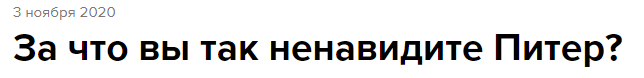 3 ноября 2020
За что вы так ненавидите Питер?